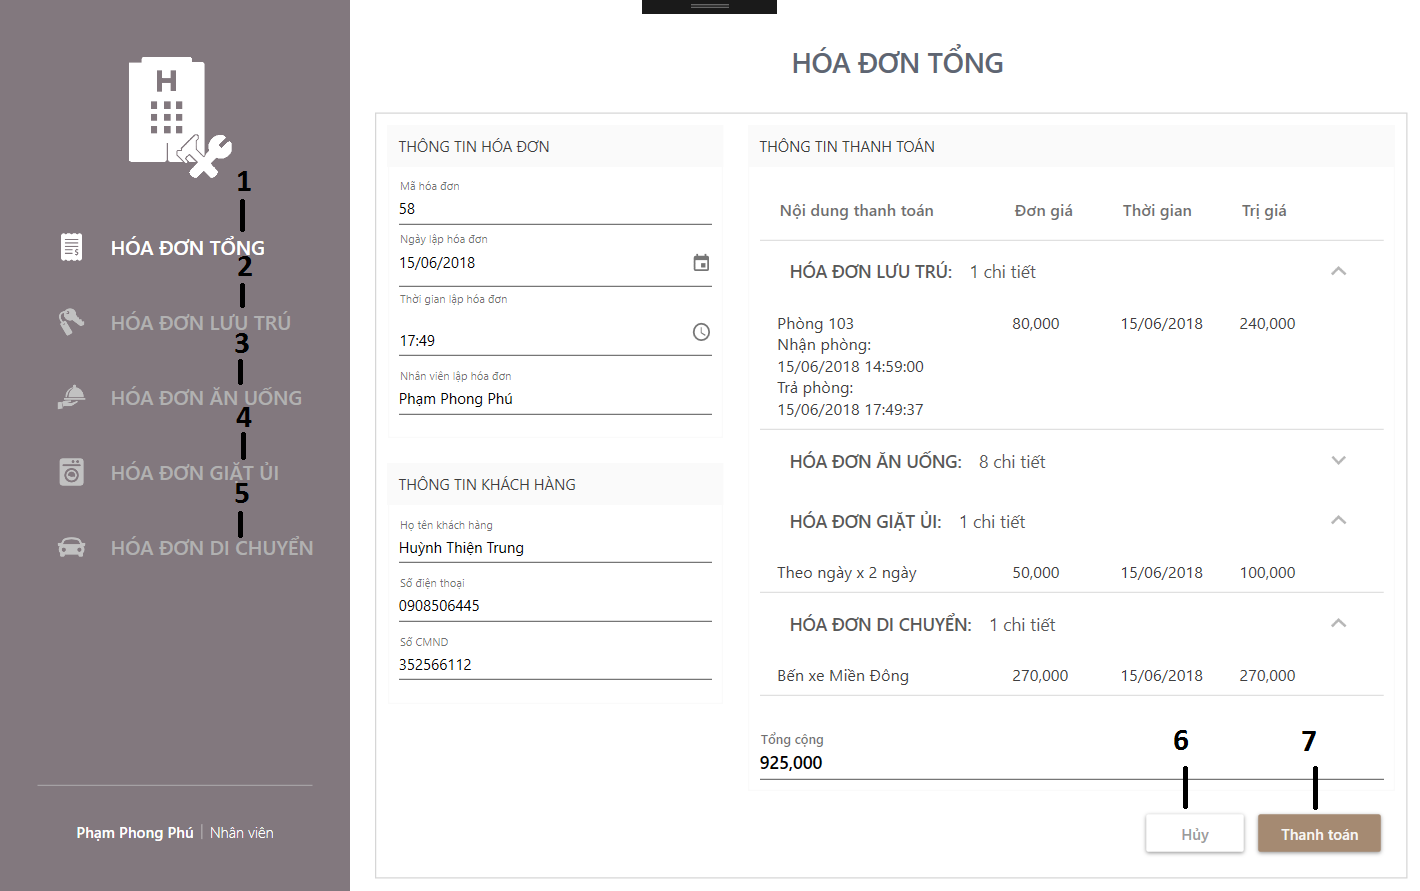 H
1
HÓA ĐƠN TỔNG
2
HÓA ĐƠN LƯU TRÚ
3
HÓA ĐƠN ĂN UỐNG
4
HÓA ĐƠN GIẶT ỦI
5
HÓA ĐƠN DI CHUYỂN
Phạm Phong Phú | Nhân viên
HÓA ĐƠN TỔNG
THÔNG TIN HÓA ĐƠN
Mã hóa đơn
58
Ngày lập hóa đơn
15/06/2018
Thời gian lập hóa đơn
17:49
Nhân viên lập hóa đơn
Phạm Phong Phú
THÔNG TIN KHÁCH HÀNG
Họ tên khách hàng
Huỳnh Thiện Trung
Số điện thoại
0908506445
Số CMND
352566112
THÔNG TIN THANH TOÁN
Nội dung thanh toán Đơn giá Thời gian Trị giá
HÓA ĐƠN LƯU TRÚ: 1 chi tiết
Phòng 103 80,000 15/06/2018 240,000
Nhận phòng:
15/06/2018 14:59:00
Trả phòng:
15/06/2018 17:49:37
HÓA ĐƠN ĂN UỐNG: 8 chi tiết
HÓA ĐƠN GIẶT ỦI: 1 chi tiết
Theo ngày x 2 ngày 50,000 15/06/2018 100,000
HÓA ĐƠN DI CHUYỂN: 1 chi tiết
Bến xe Miền Đông 270,000 15/06/2018 270,000
Tổng cộng
925,000
6 7
Hủy Thanh toán